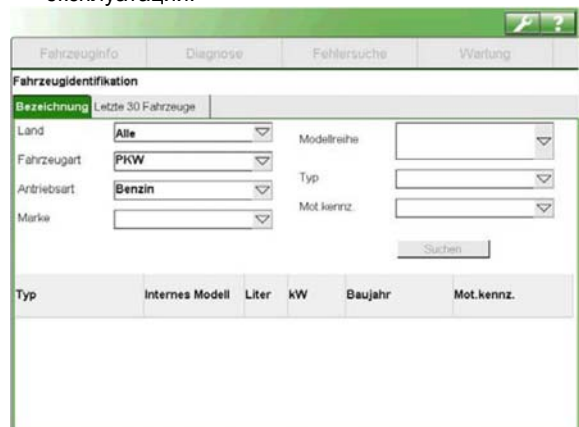 эксплуатации.
?
Fahrzeuginfo Diagnose Fehlersuche Wartung
Fahrzeugidentifikation
Bezeichnung Letzte 30 Fahrzeuge
Land Alle
Modellreihe
Fahrzeugart PKW
Typ
Antriebsart Benzin
Mot.kennz.
Marke
Suchen
Typ Internes Modell Liter kW Baujahr Mot.kennz.